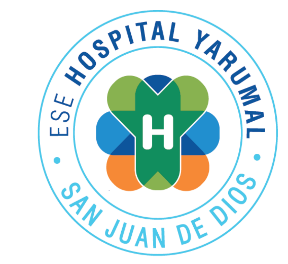 ESE HOSPITAL YARUMAL
H
SAN JUAN DE DIOS